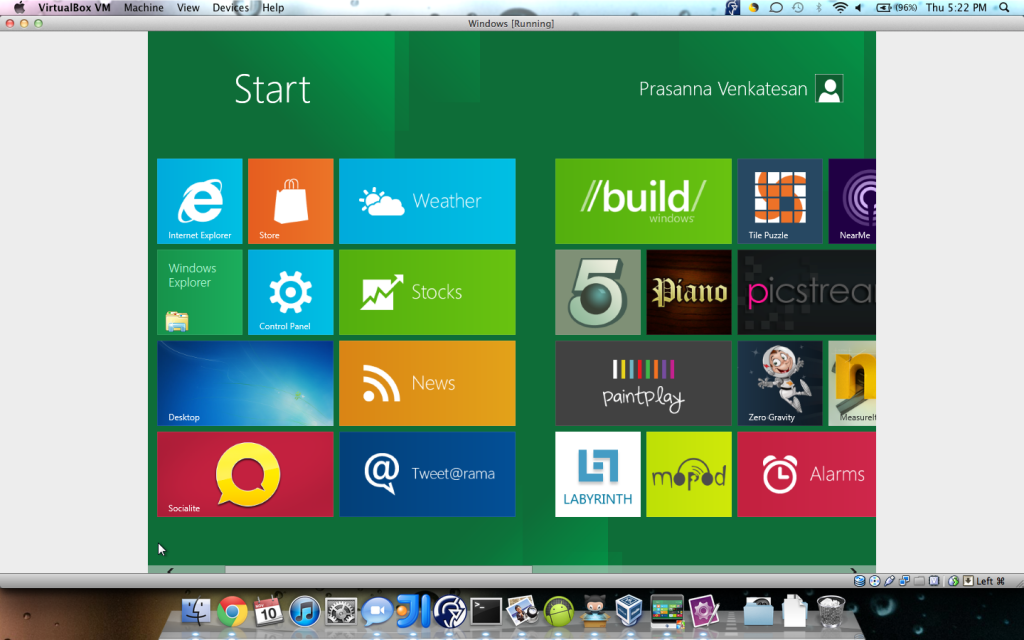 VirtualBox VM Machine View Devices Help
(96%) Thu 5:22 PM
Windows [Running]
Start
Prasanna Venkatesan
Internet Explorer
Store
Weather
//build/
windows
Tile Puzzle
NearMe
Windows
Explorer
Control Panel
Stocks
5
Piano
picstream
Desktop
News
paintplay
Zero Gravity
MeasureIt
Socialite
@
Tweet@rama
LABYRINTH
mopod
Alarms
Left ⌘
10